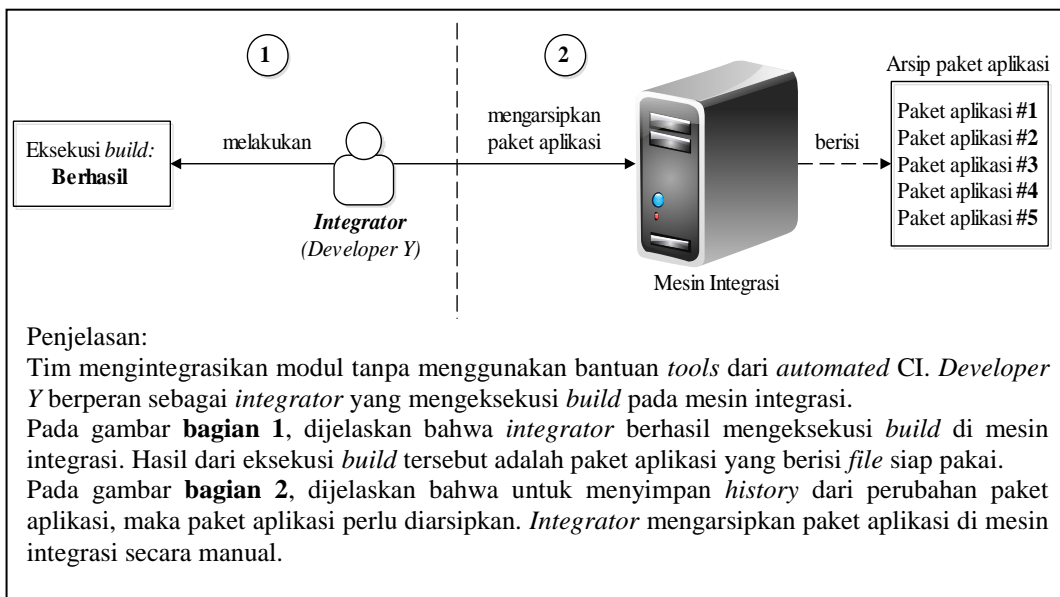 1
2
Arsip paket aplikasi
Eksekusi build:
Berhasil
melakukan
mengarsipkan
paket aplikasi
berisi
Paket aplikasi #1
Paket aplikasi #2
Paket aplikasi #3
Paket aplikasi #4
Paket aplikasi #5
Integrator
(Developer Y)
Mesin Integrasi
Penjelasan:
Tim mengintegrasikan modul tanpa menggunakan bantuan tools dari automated CI. Developer
Y berperan sebagai integrator yang mengeksekusi build pada mesin integrasi.
Pada gambar bagian 1, dijelaskan bahwa integrator berhasil mengeksekusi build di mesin
integrasi. Hasil dari eksekusi build tersebut adalah paket aplikasi yang berisi file siap pakai.
Pada gambar bagian 2, dijelaskan bahwa untuk menyimpan history dari perubahan paket
aplikasi, maka paket aplikasi perlu diarsipkan. Integrator mengarsipkan paket aplikasi di mesin
integrasi secara manual.